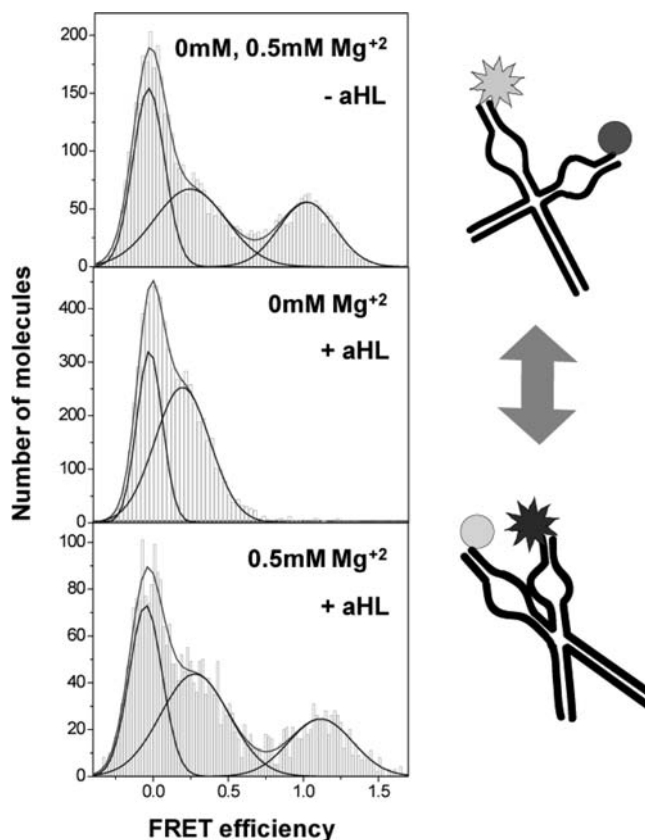 Number of molecules
200
150
100
50
0
0mM, 0.5mM Mg⁺²
- aHL
400
300
200
100
0
0mM Mg⁺²
+ aHL
100
80
60
40
20
0
0.5mM Mg⁺²
+ aHL
0.0 0.5 1.0 1.5
FRET efficiency